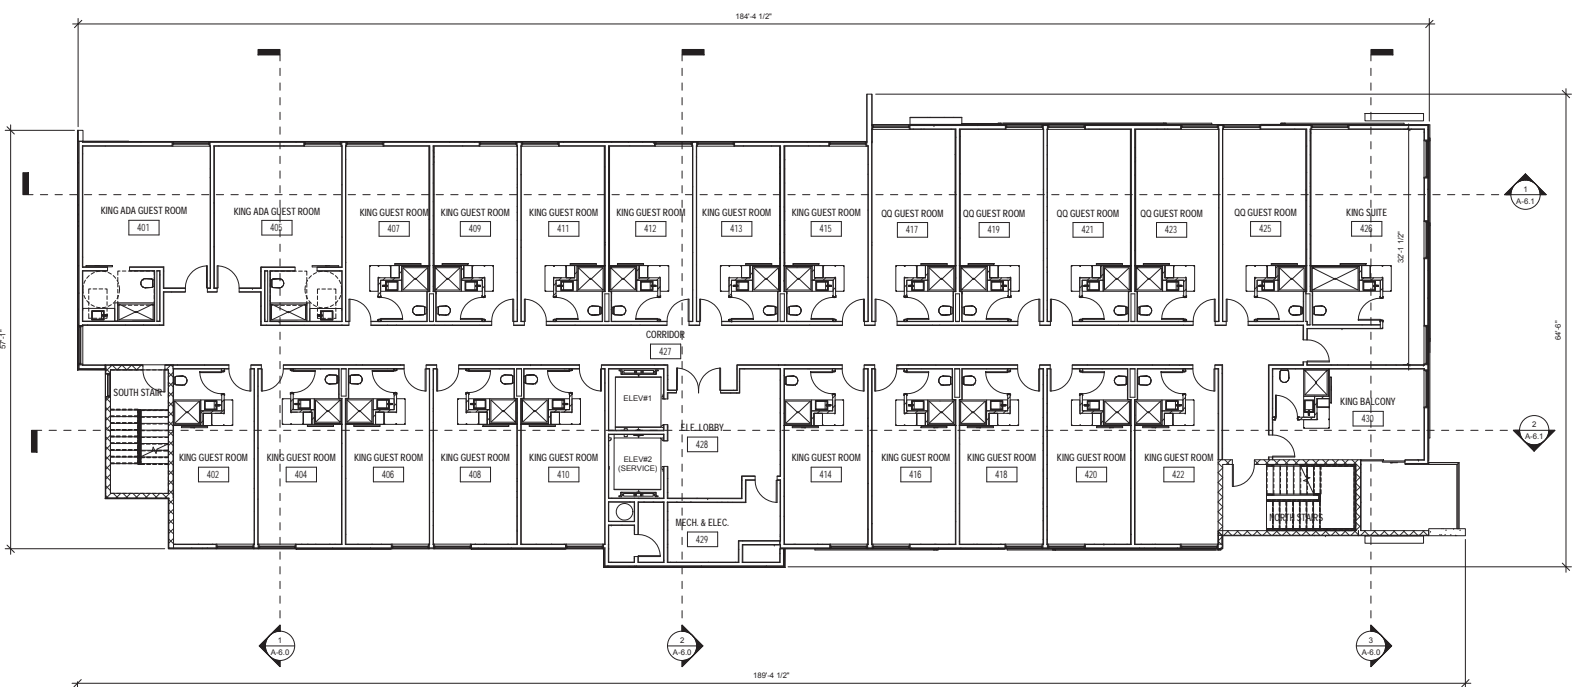 184'-4 1/2"
KING ADA GUEST ROOM
401
KING ADA GUEST ROOM
405
KING GUEST ROOM
407
KING GUEST ROOM
409
KING GUEST ROOM
411
KING GUEST ROOM
412
KING GUEST ROOM
413
KING GUEST ROOM
415
QQ GUEST ROOM
417
QQ GUEST ROOM
419
QQ GUEST ROOM
421
QQ GUEST ROOM
423
QQ GUEST ROOM
425
KING SUITE
426
32'-1 1/2"
1
A-6.1
57'-1"
64'-6"
CORRIDOR
427
SOUTH STAIR
ELEV#1
ELE. LOBBY
428
ELEV#2
(SERVICE)
KING BALCONY
430
2
A-6.1
KING GUEST ROOM
402
KING GUEST ROOM
404
KING GUEST ROOM
406
KING GUEST ROOM
408
KING GUEST ROOM
410
KING GUEST ROOM
414
KING GUEST ROOM
416
KING GUEST ROOM
418
KING GUEST ROOM
420
KING GUEST ROOM
422
MECH. & ELEC.
429
NORTH STAIRS
1
A-6.0
2
A-6.0
3
A-6.0
189'-4 1/2"